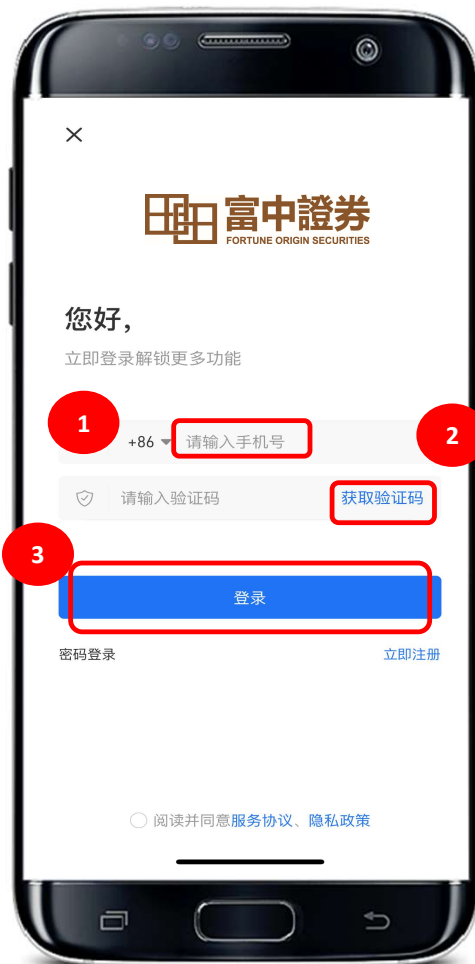 富中證券
FORTUNE ORIGIN SECURITIES
您好，
立即登录解锁更多功能
1
+86 请输入手机号
2
请输入验证码 获取验证码
3
登录
密码登录 立即注册
阅读并同意服务协议、隐私政策